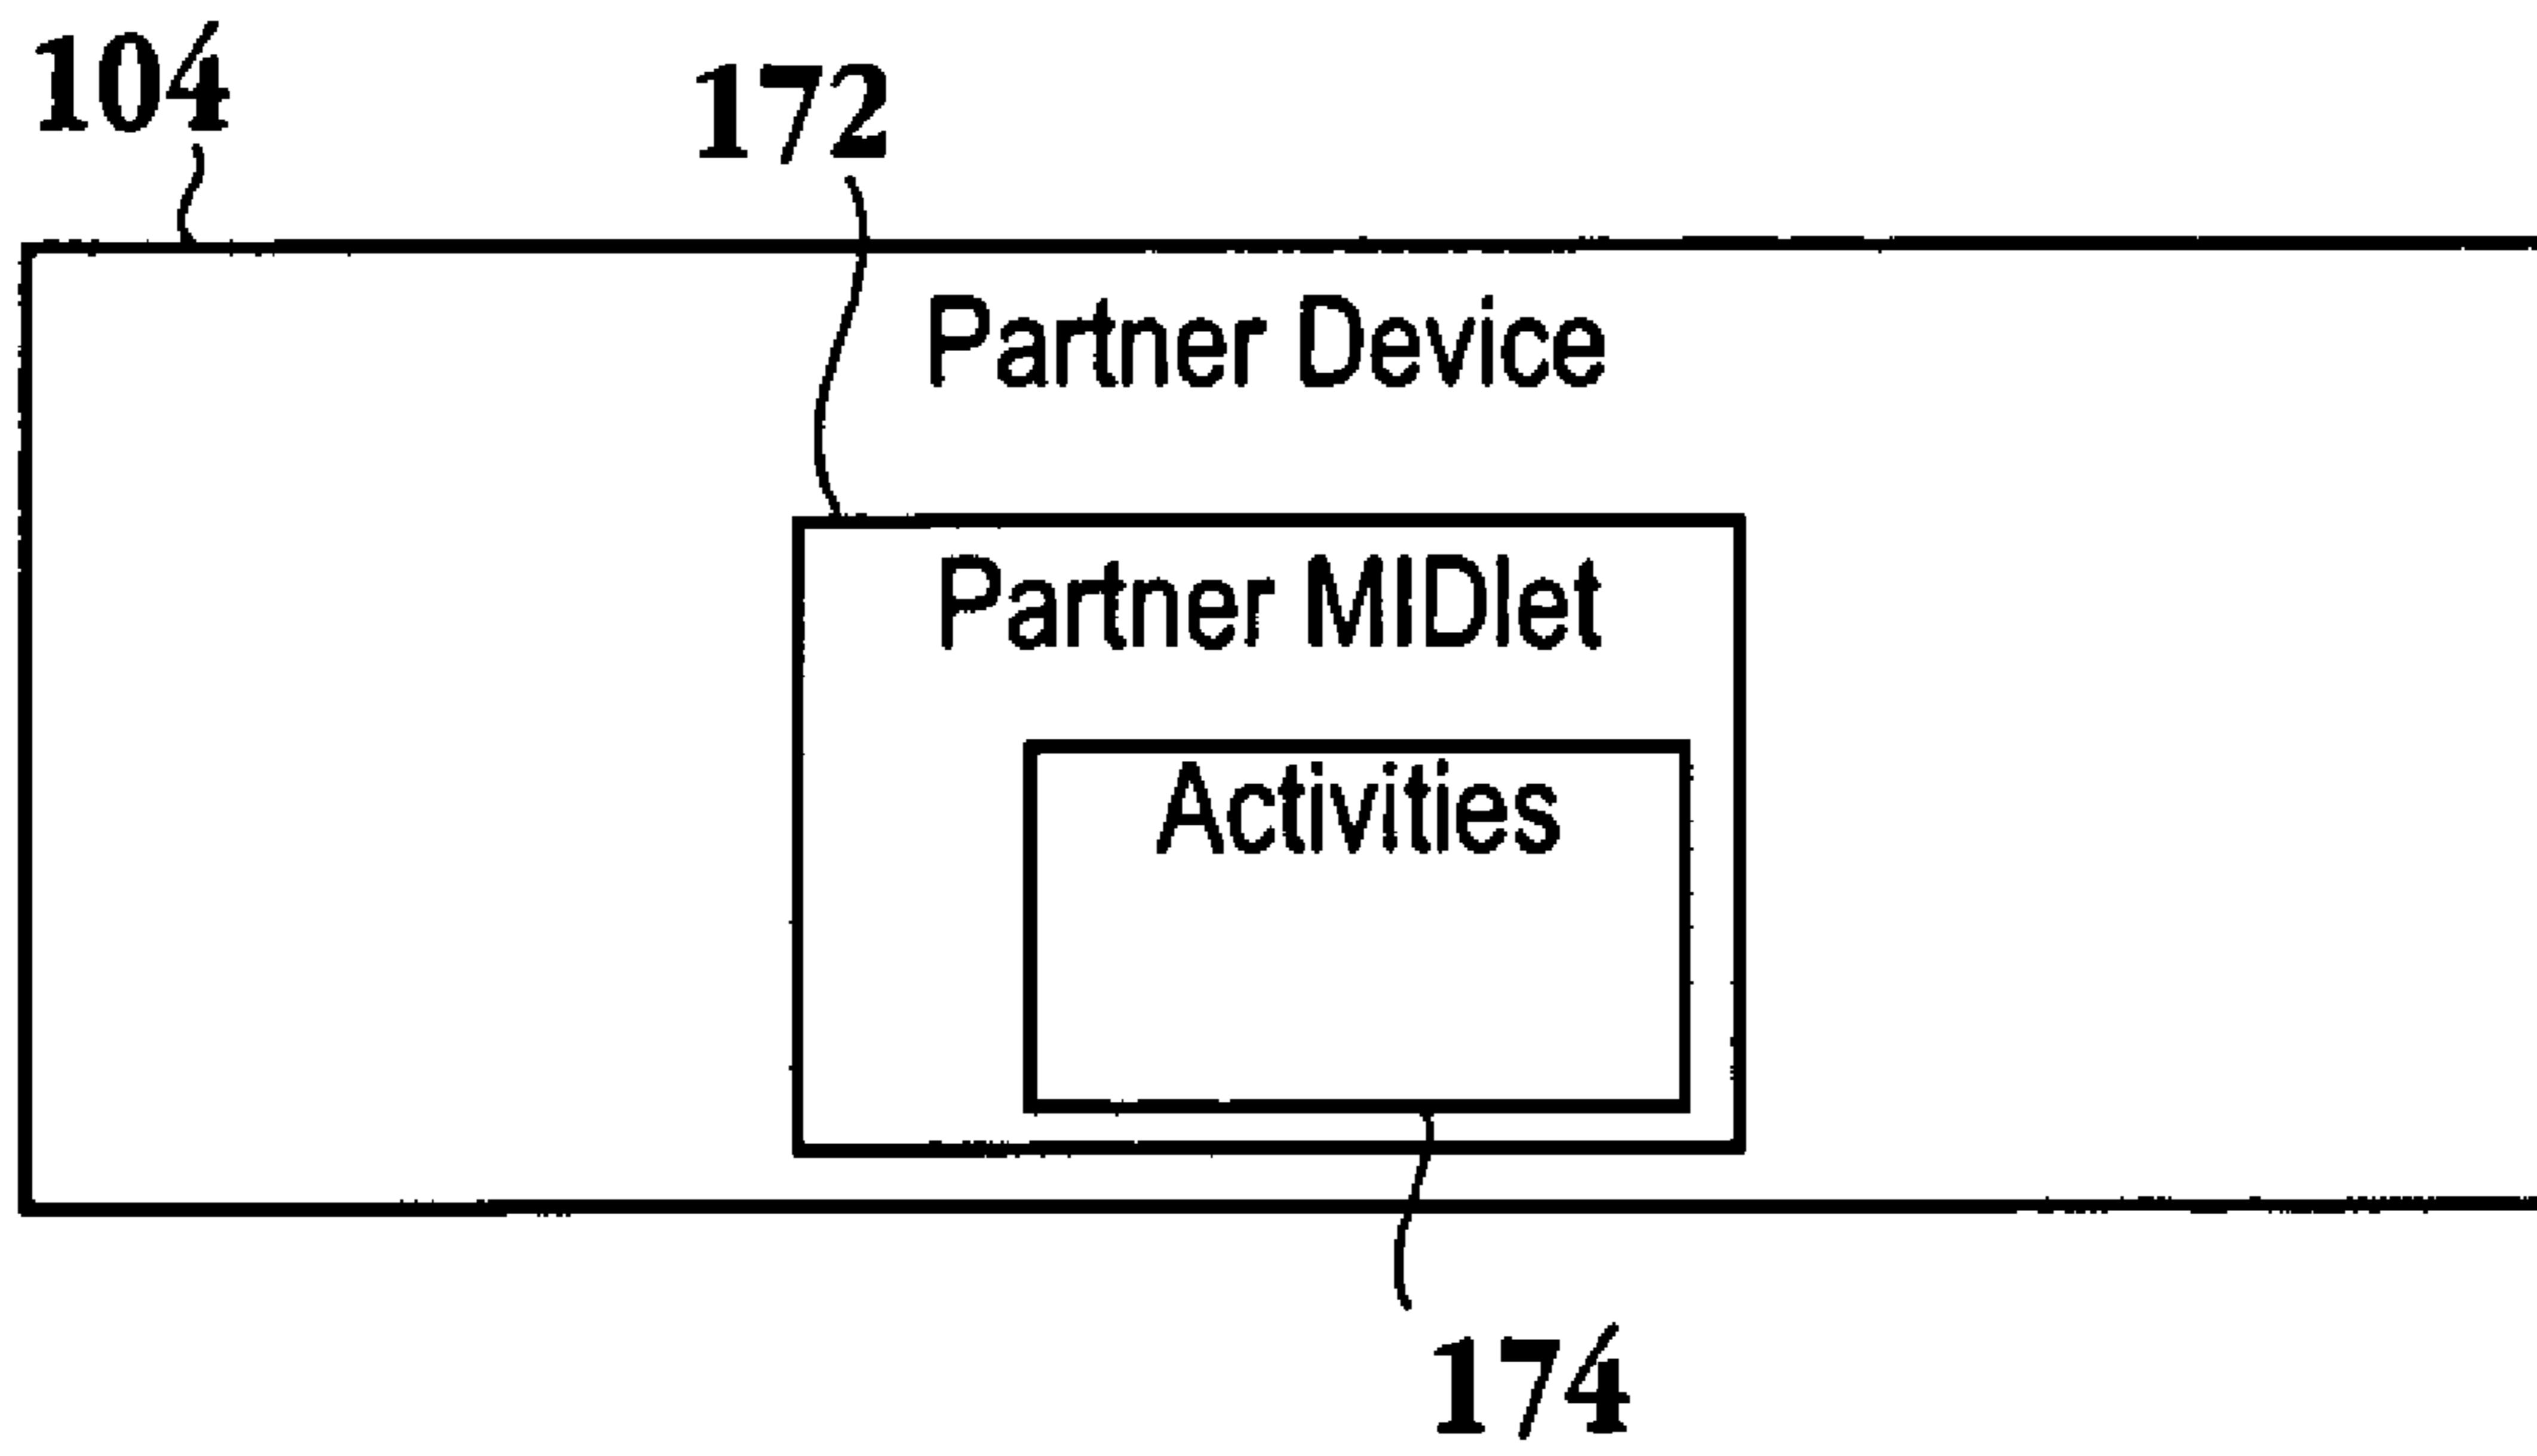 104
172
Partner Device
Partner MIDlet
Activities
174